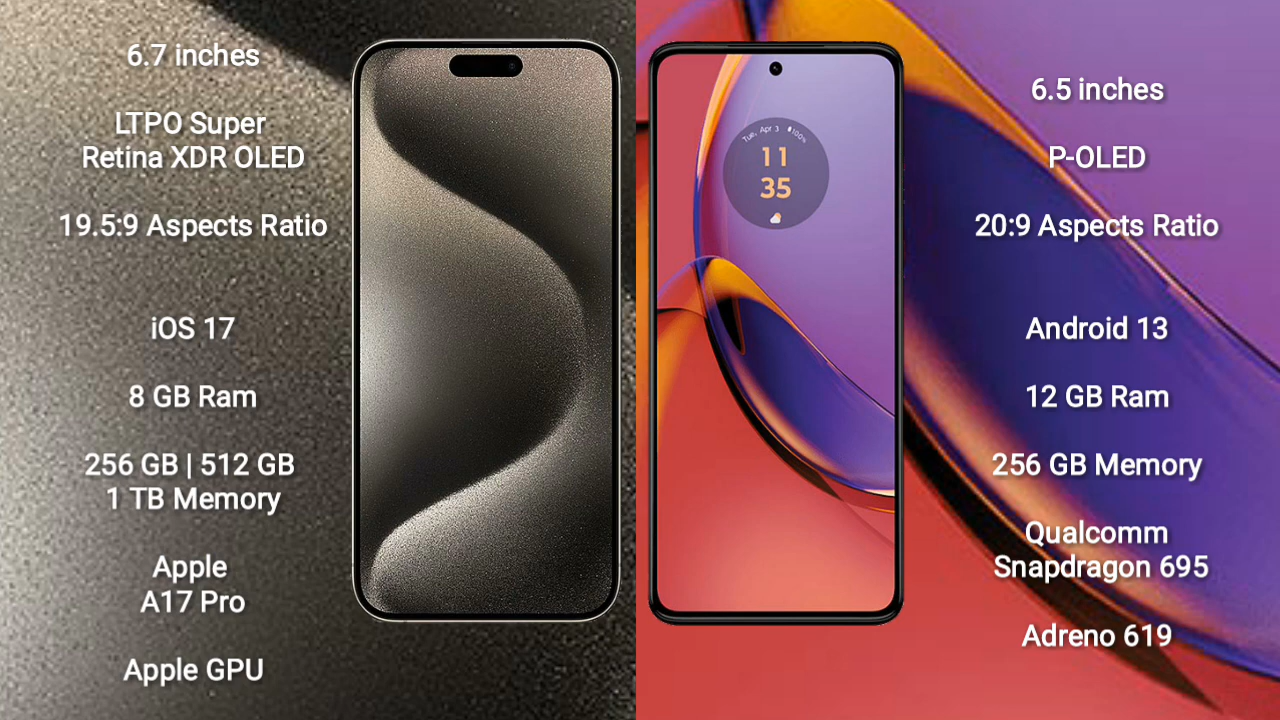 6.7 inches
LTPO Super
Retina XDR OLED
19.5:9 Aspects Ratio
iOS 17
8 GB Ram
256 GB | 512 GB
1 TB Memory
Apple
A17 Pro
Apple GPU
Tue, Apr 3 100%
11
35
6.5 inches
P-OLED
20:9 Aspects Ratio
Android 13
12 GB Ram
256 GB Memory
Qualcomm
Snapdragon 695
Adreno 619